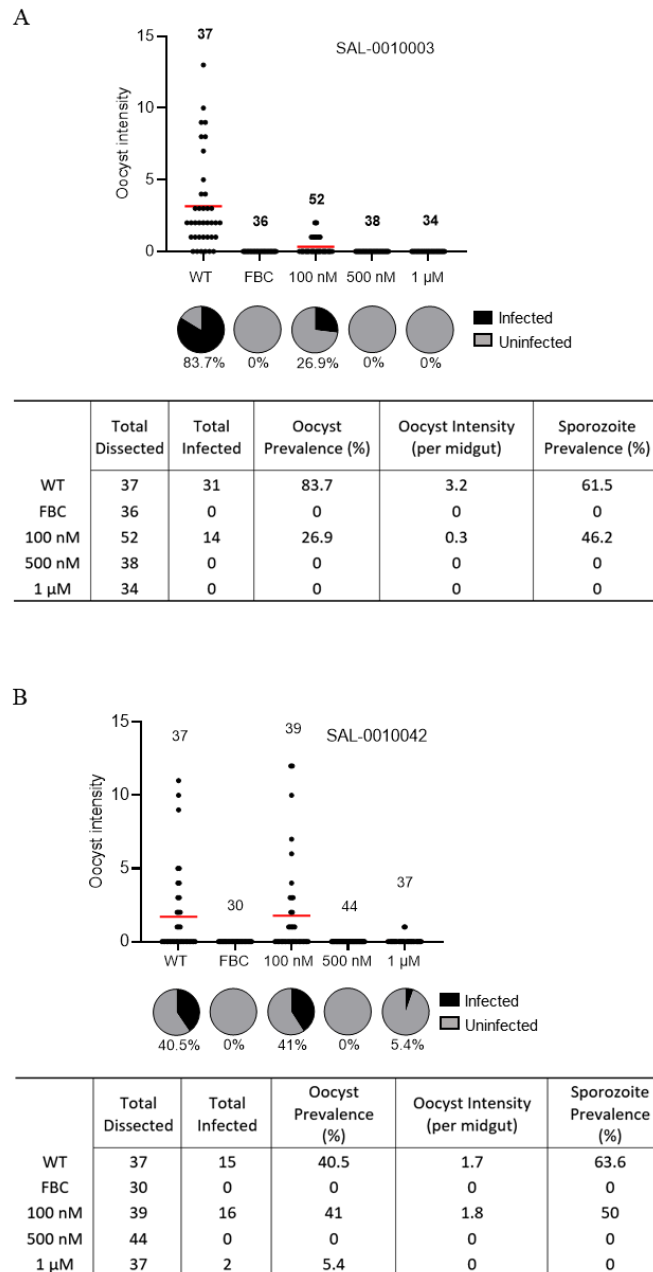 A
15
10
5
0
Oocyst intensity
SAL-0010003
37
36
52
38
34
WT FBC 100 nM 500 nM 1 µM
Infected
Uninfected
83.7% 0% 26.9% 0% 0%
Total Dissected Total Infected Oocyst Prevalence (%) Oocyst Intensity (per midgut) Sporozoite Prevalence (%)
WT 37 31 83.7 3.2 61.5
FBC 36 0 0 0 0
100 nM 52 14 26.9 0.3 46.2
500 nM 38 0 0 0 0
1 µM 34 0 0 0 0
B
15
10
5
0
Oocyst intensity
SAL-0010042
37
30
39
44
37
WT FBC 100 nM 500 nM 1 µM
Infected
Uninfected
40.5% 0% 41% 0% 5.4%
Total Dissected Total Infected Oocyst Prevalence (%) Oocyst Intensity (per midgut) Sporozoite Prevalence (%)
WT 37 15 40.5 1.7 63.6
FBC 30 0 0 0 0
100 nM 39 16 41 1.8 50
500 nM 44 0 0 0 0
1 µM 37 2 5.4 0 0